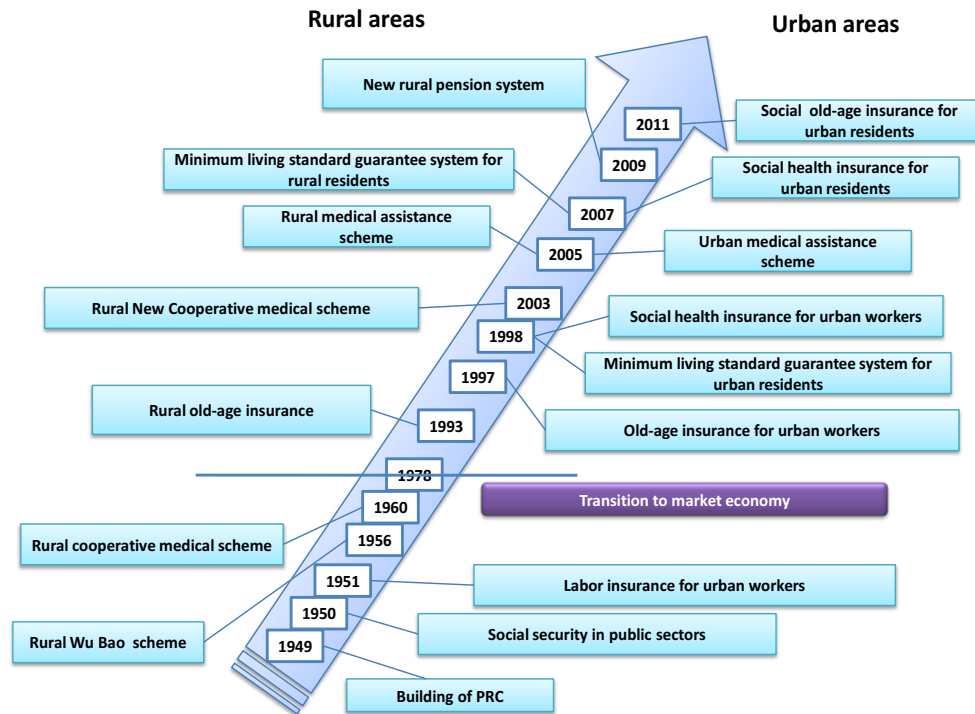 Rural areas
Urban areas
New rural pension system
2011
Social old-age insurance for
urban residents
Minimum living standard guarantee system for
rural residents
2009
Social health insurance for
urban residents
2007
Rural medical assistance
scheme
2005
Urban medical assistance
scheme
Rural New Cooperative medical scheme
2003
Social health insurance for urban workers
1998
Minimum living standard guarantee system for
urban residents
1997
Rural old-age insurance
1993
Old-age insurance for urban workers
1978
Transition to market economy
1960
Rural cooperative medical scheme
1956
1951
Labor insurance for urban workers
1950
Social security in public sectors
Rural Wu Bao scheme
1949
Building of PRC